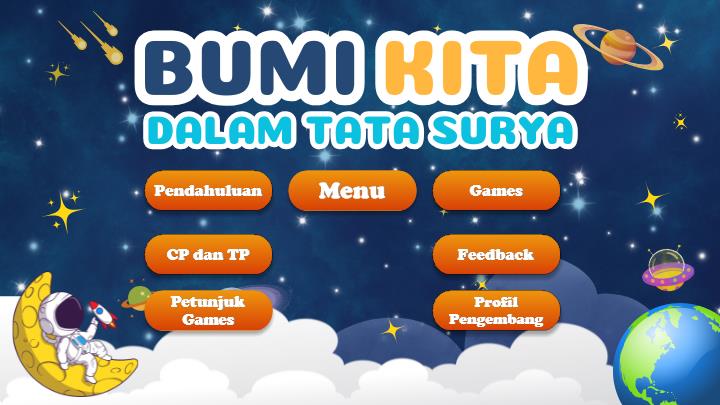 BUMI KITA
DALAM TATA SURYA
Pendahuluan
Menu
Games
CP dan TP
Feedback
Petunjuk
Games
Profil
Pengembang